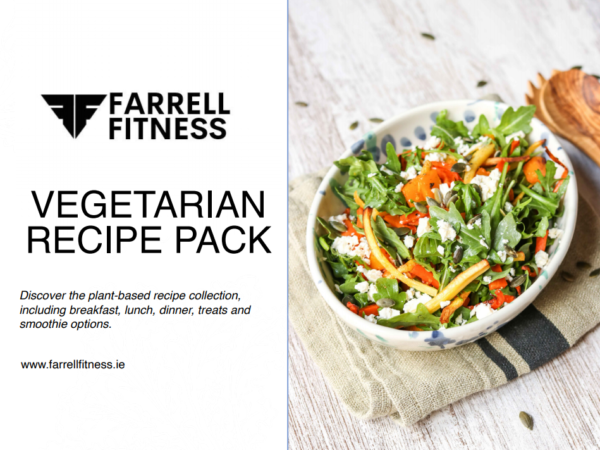 FARRELL
FITNESS
VEGETARIAN
RECIPE PACK
Discover the plant-based recipe collection,
including breakfast, lunch, dinner, treats and
smoothie options.
www.farrellfitness.ie